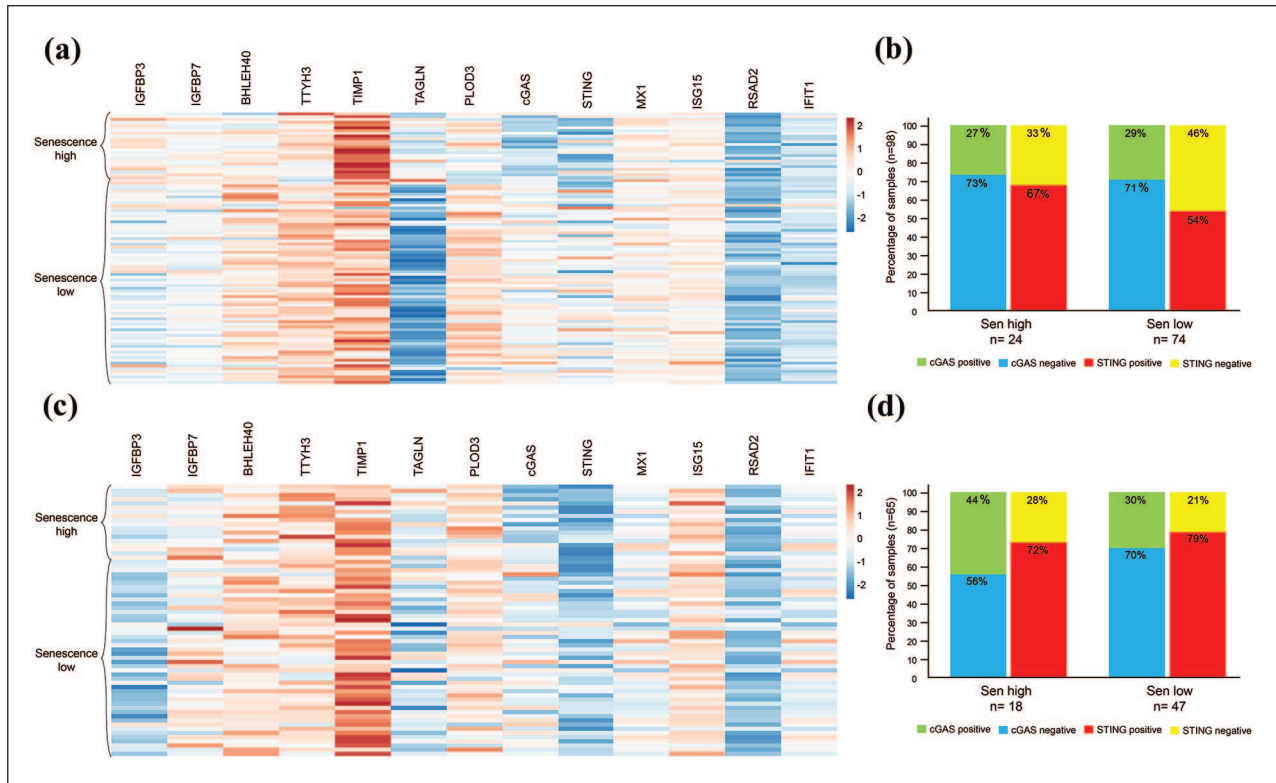 (a)
IGFBP3 IGFBP7 BHLEH40 TTYH3 TIMP1 TAGLN PLOD3 cGAS STING MX1 ISG15 RSAD2 IFIT1
Senescence
high
Senescence
low
2
1
0
-1
-2
(b)
Percentage of samples (n=98)
100
90
80
70
60
50
40
30
20
10
0
27% 33% 29% 46%
73% 67% 71% 54%
Sen high Sen low
n= 24 n= 74
cGAS positive cGAS negative STING positive STING negative
(c)
IGFBP3 IGFBP7 BHLEH40 TTYH3 TIMP1 TAGLN PLOD3 cGAS STING MX1 ISG15 RSAD2 IFIT1
Senescence
high
Senescence
low
2
1
0
-1
-2
(d)
Percentage of samples (n=65)
100
90
80
70
60
50
40
30
20
10
0
44% 28% 30% 21%
56% 72% 70% 79%
Sen high Sen low
n= 18 n= 47
cGAS positive cGAS negative STING positive STING negative